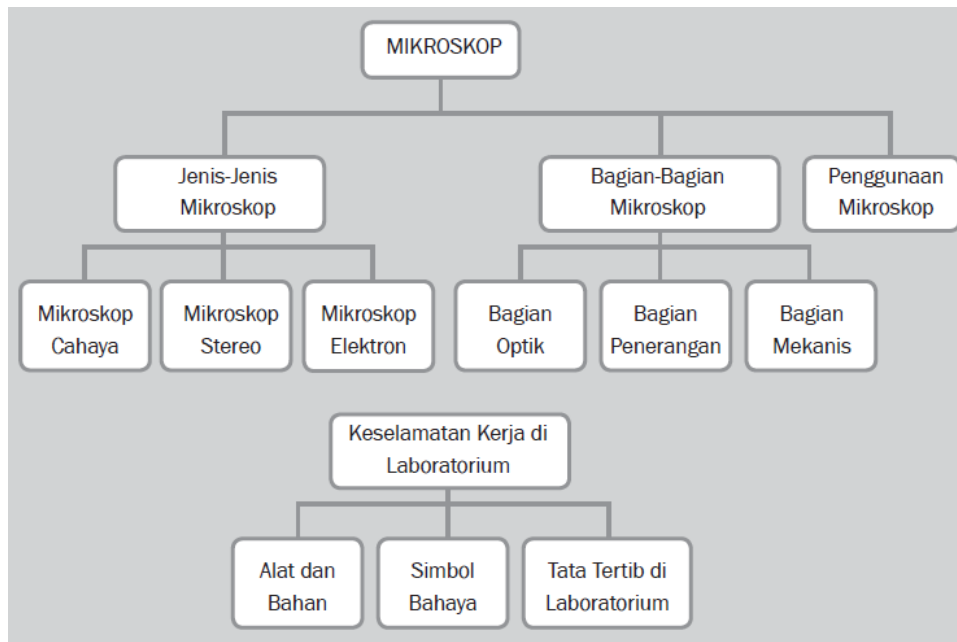 MIKROSKOP
Jenis-Jenis
Mikroskop
Bagian-Bagian
Mikroskop
Penggunaan
Mikroskop
Mikroskop
Cahaya
Mikroskop
Stereo
Mikroskop
Elektron
Bagian
Optik
Bagian
Penerangan
Bagian
Mekanis
Keselamatan Kerja di
Laboratorium
Alat dan
Bahan
Simbol
Bahaya
Tata Tertib di
Laboratorium